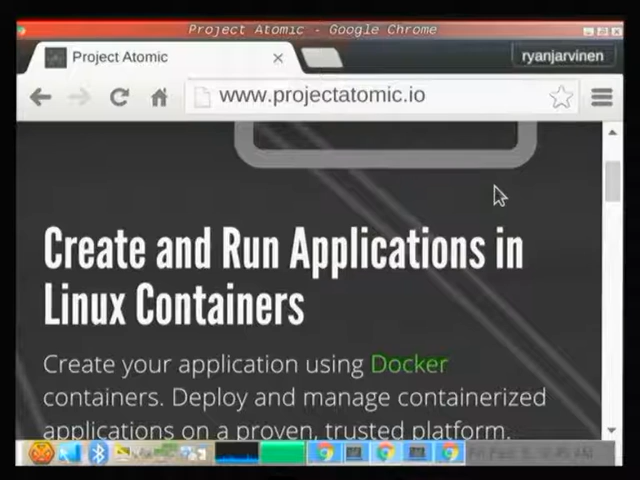 Project Atomic - Google Chrome
Project Atomic
ryanjarvinen
www.projectatomic.io
Create and Run Applications in
Linux Containers
Create your application using Docker
containers. Deploy and manage containerized
applications on a proven, trusted platform.